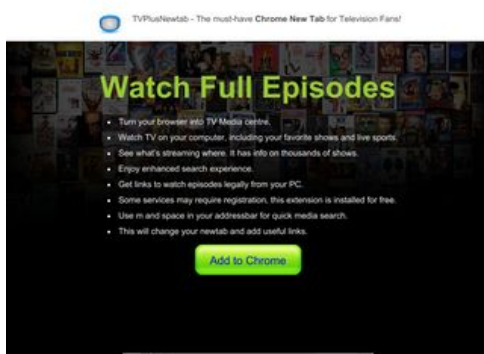 TVPlusNewtab - The must-have Chrome New Tab for Television Fans!
Watch Full Episodes
Turn your browser into TV Media centre.
Watch TV on your computer, including your favorite shows and live sports.
See what's streaming where. It has info on thousands of shows.
Enjoy enhanced search experience.
Get links to watch episodes legally from your PC.
Some services may require registration, this extension is installed for free.
Use m and space in your addressbar for quick media search.
This will change your newtab and add useful links.
Add to Chrome